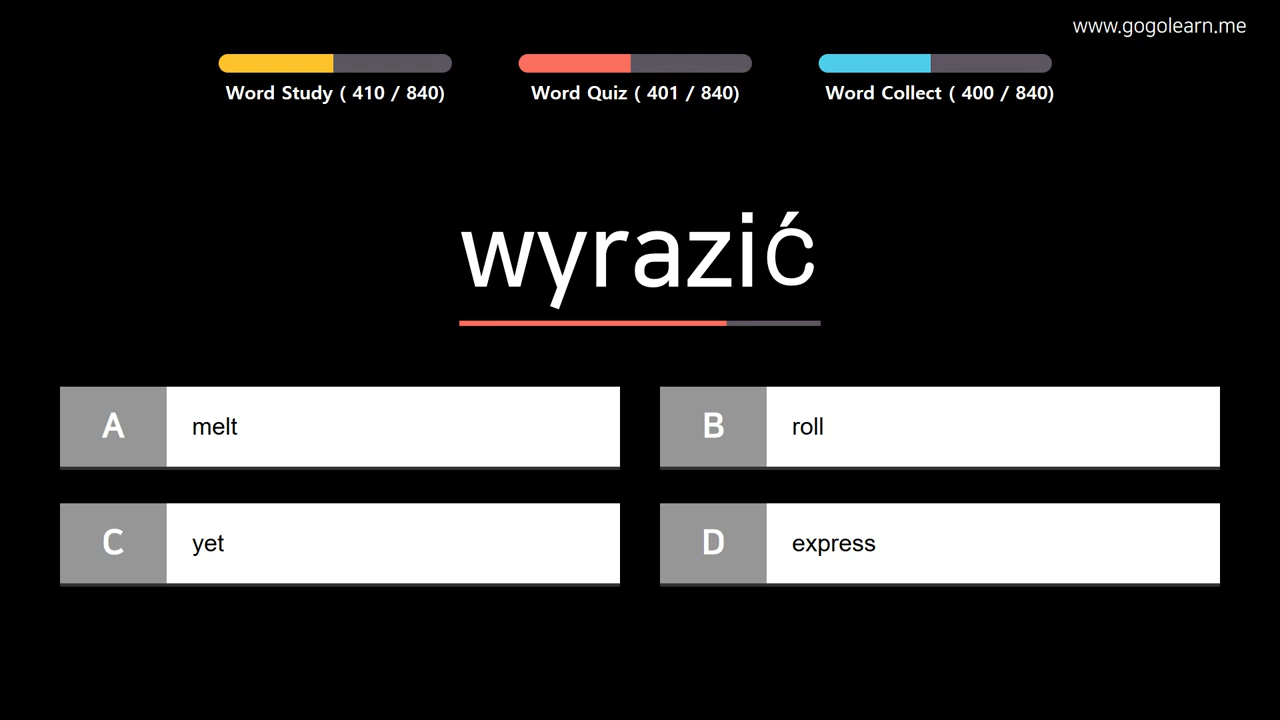 www.gogolearn.me
Word Study ( 410 / 840)
Word Quiz ( 401 / 840)
Word Collect ( 400 / 840)
wyrazić
A melt
B roll
C yet
D express